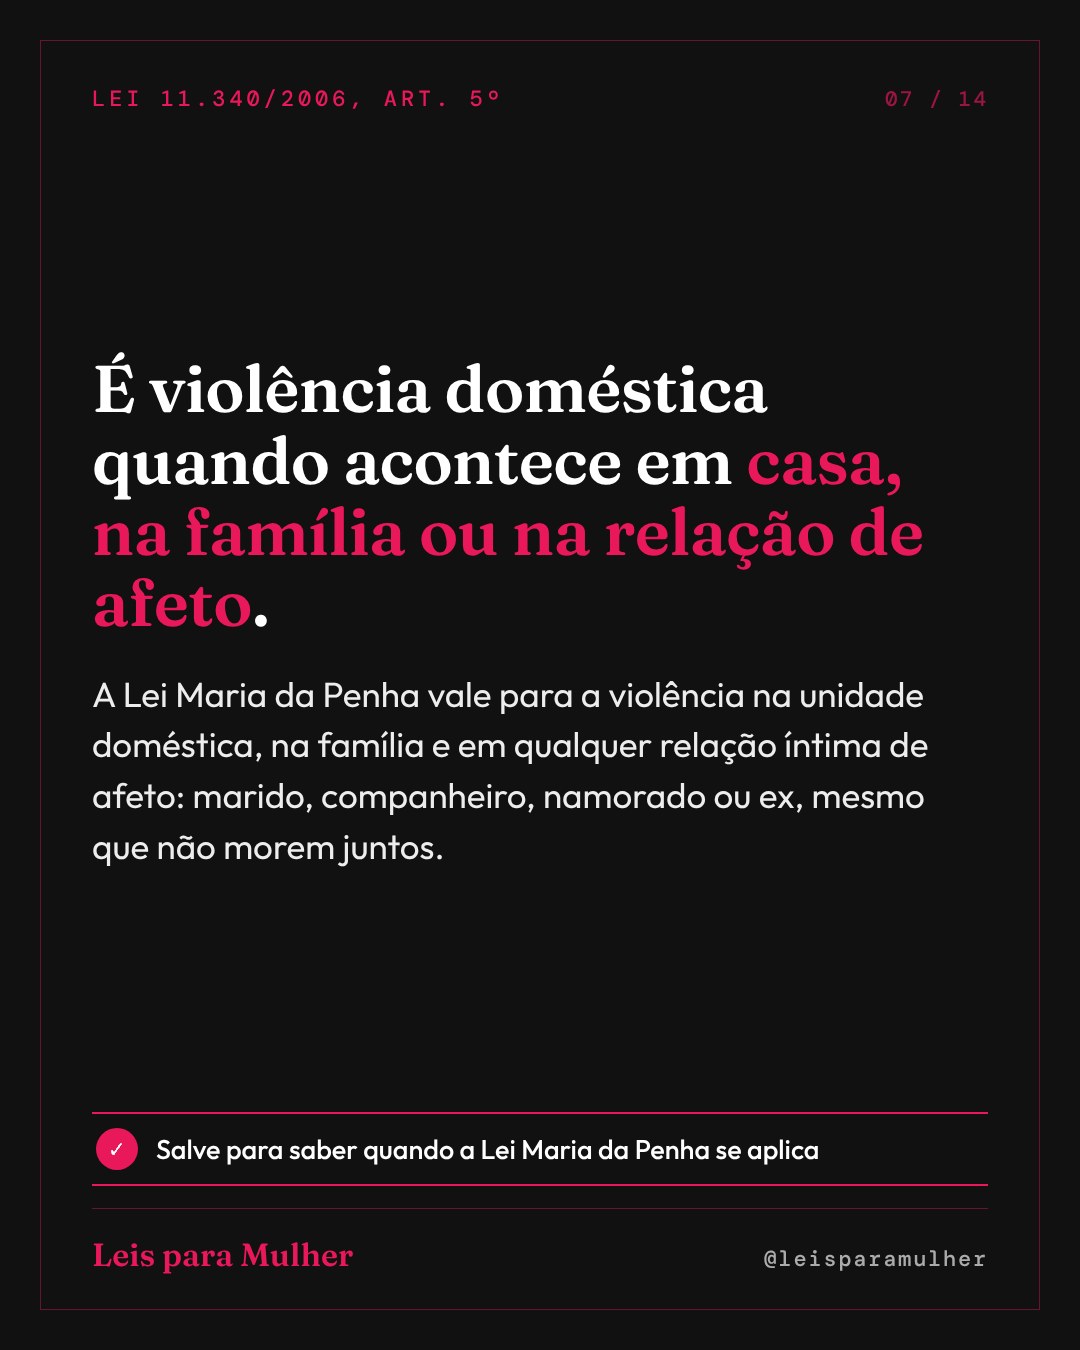 LEI 11.340/2006, ART. 5º
07 / 14
É violência doméstica
quando acontece em casa,
na família ou na relação de
afeto.
A Lei Maria da Penha vale para a violência na unidade
doméstica, na família e em qualquer relação íntima de
afeto: marido, companheiro, namorado ou ex, mesmo
que não morem juntos.
✓ Salve para saber quando a Lei Maria da Penha se aplica
Leis para Mulher
@leisparamulher